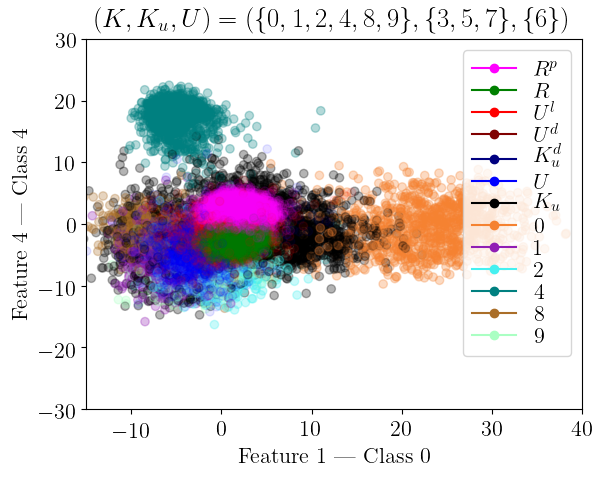 (K, K_u, U) = ({0, 1, 2, 4, 8, 9}, {3, 5, 7}, {6})
30
20
10
0
−10
−20
−30
Feature 4 — Class 4
−10
0
10
20
30
40
Feature 1 — Class 0
R^p
R
U^l
U^d
K_u^d
U
K_u
0
1
2
4
8
9